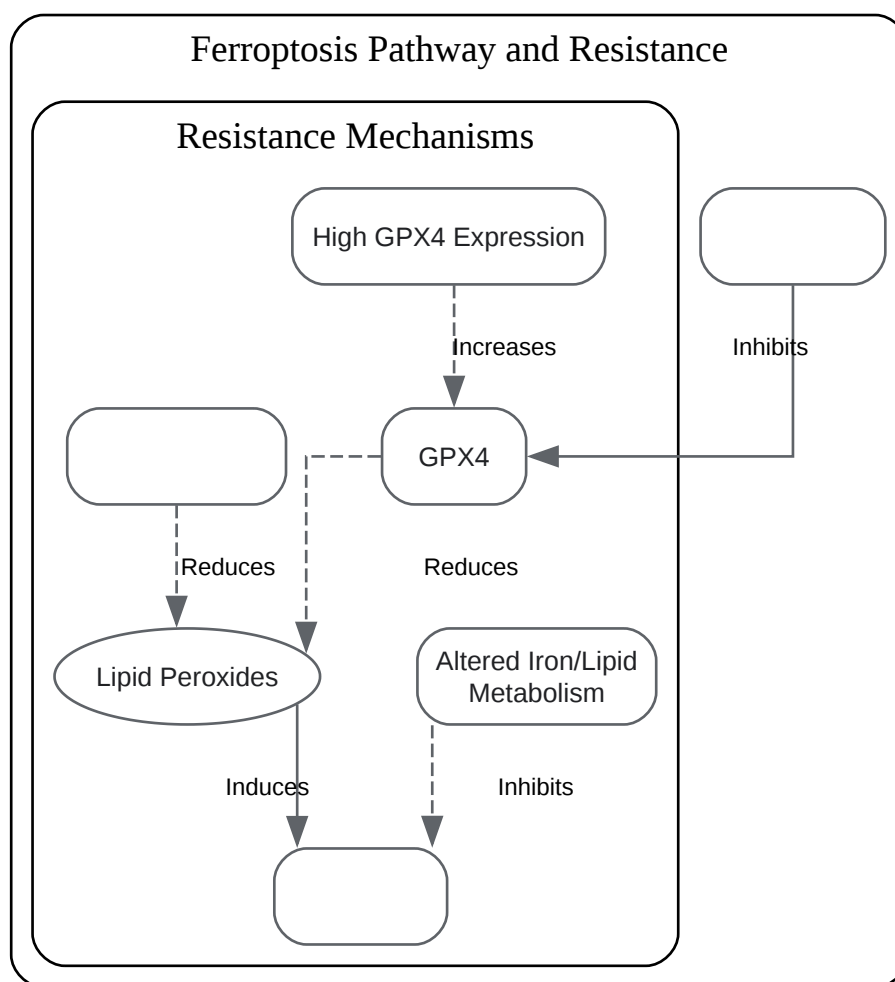 Ferroptosis Pathway and Resistance
Resistance Mechanisms
High GPX4 Expression
Increases
Inhibits
GPX4
Reduces
Reduces
Lipid Peroxides
Altered Iron/Lipid
Metabolism
Induces
Inhibits